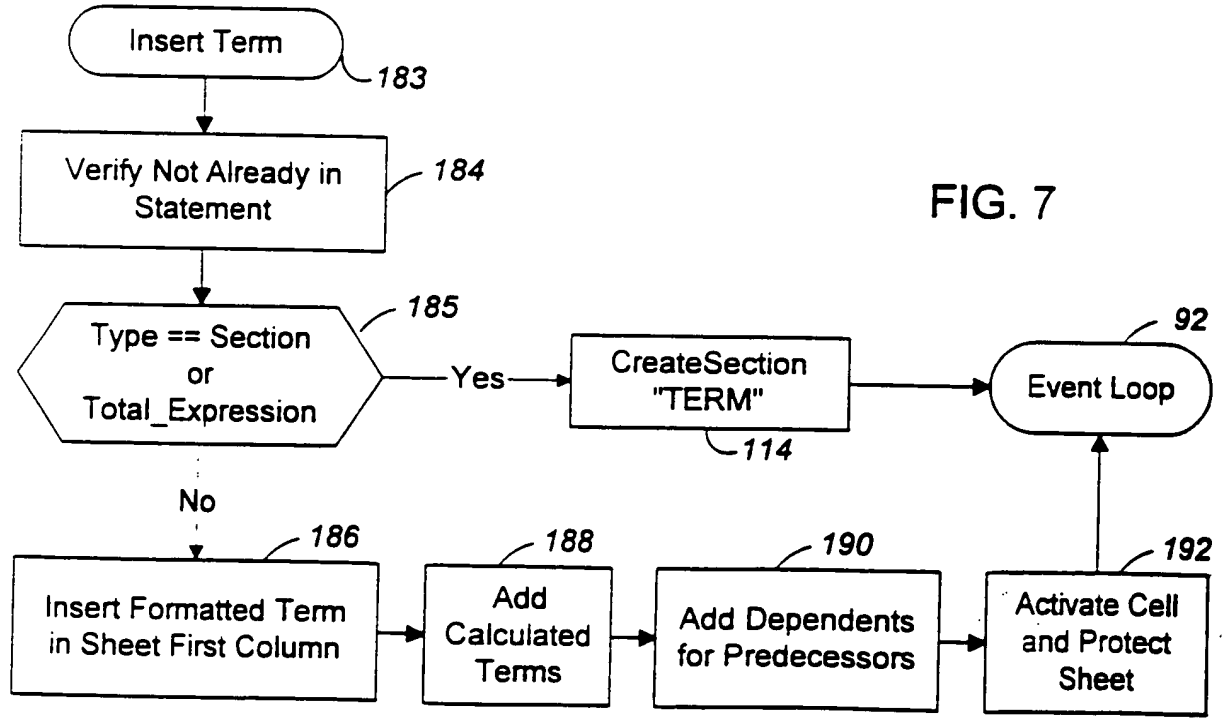 Insert Term
183
Verify Not Already in
Statement
184
FIG. 7
Type == Section
or
Total_Expression
185
Yes
CreateSection
"TERM"
114
Event Loop
92
No
Insert Formatted Term
in Sheet First Column
186
Add
Calculated
Terms
188
Add Dependents
for Predecessors
190
Activate Cell
and Protect
Sheet
192